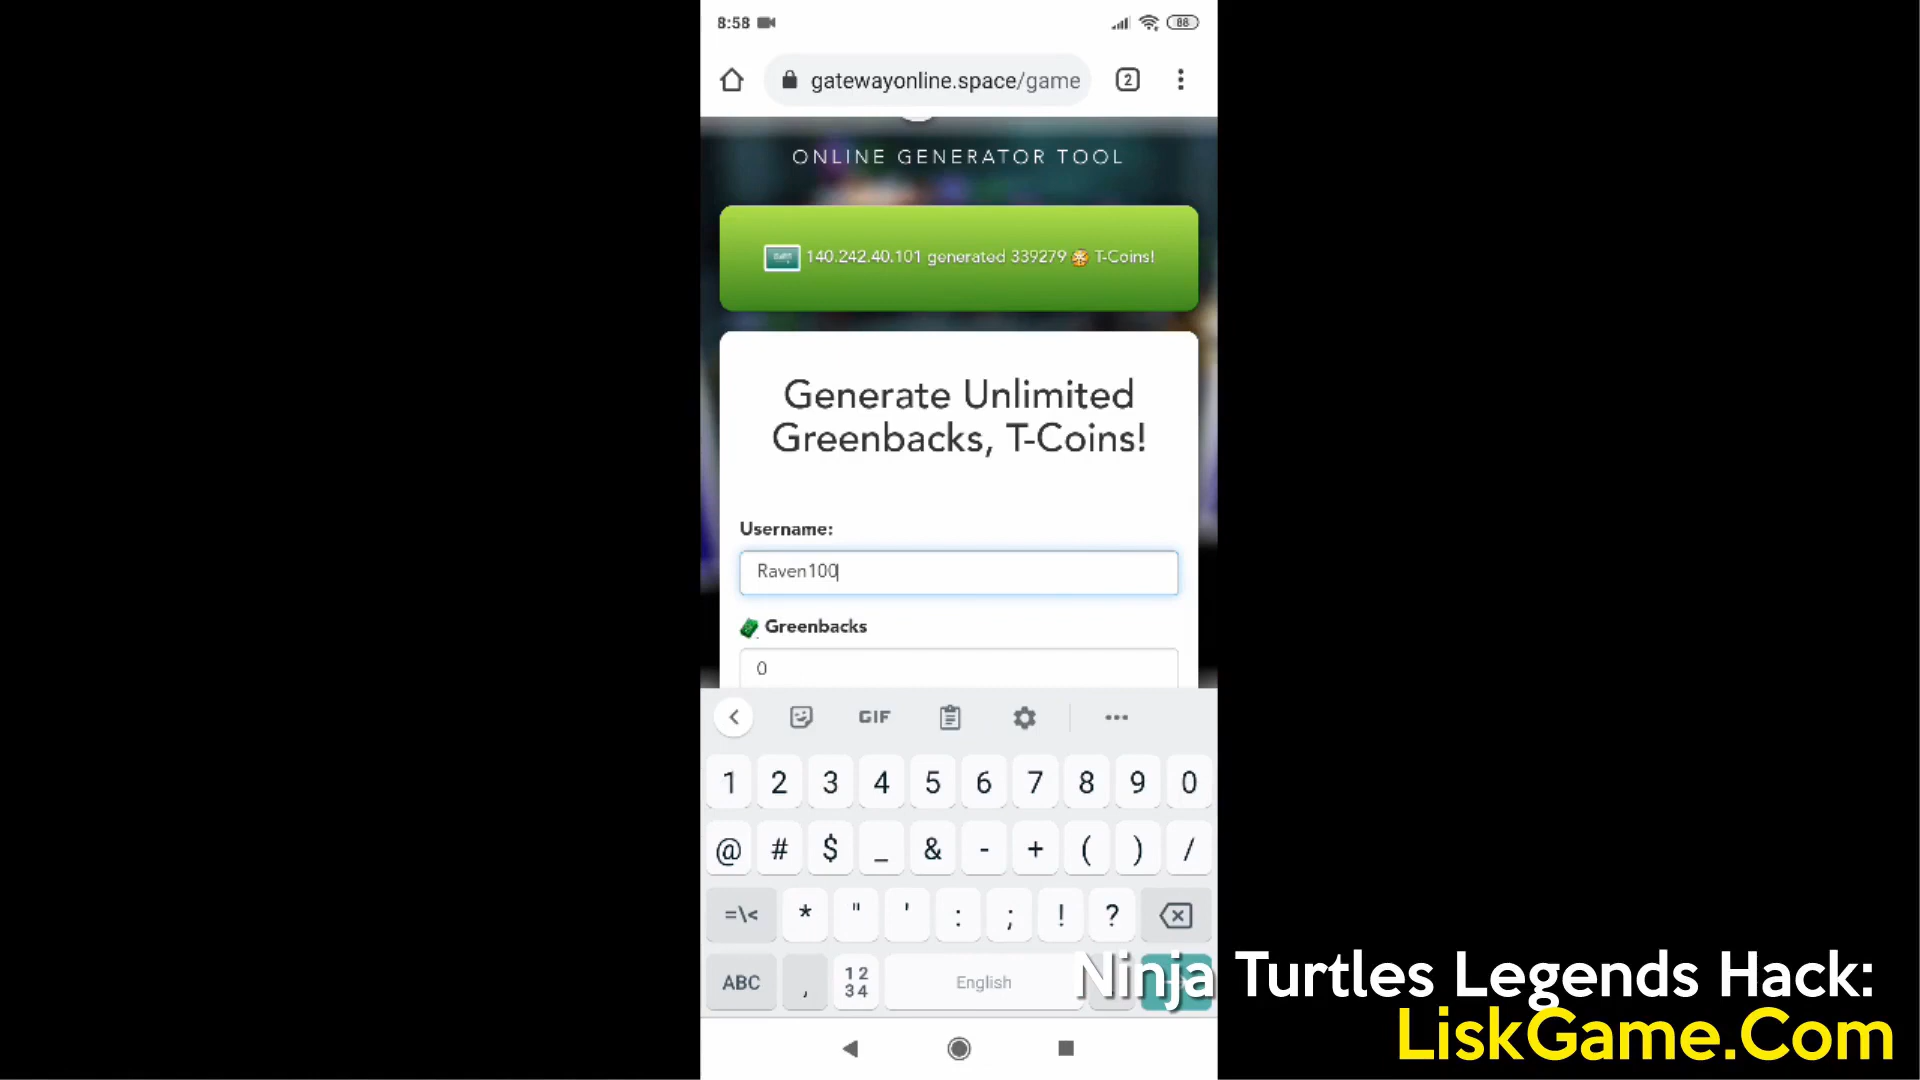 8:58
88
gatewayonline.space/game
2
ONLINE GENERATOR TOOL
140.242.40.101 generated 339279 T-Coins!
Generate Unlimited
Greenbacks, T-Coins!
Username:
Raven100
Greenbacks
0
GIF
1 2 3 4 5 6 7 8 9 0
@ # $ _ & - + ( ) /
=\< * " ' : ; ! ?
ABC , 12 34 English
Ninja Turtles Legends Hack:
LiskGame.Com